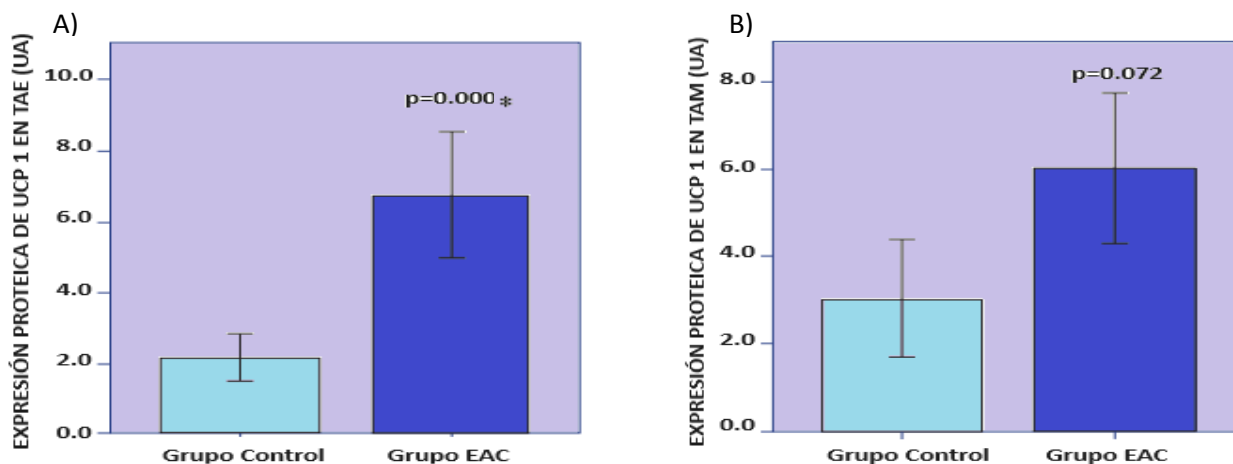 A)
EXPRESIÓN PROTEICA DE UCP 1 EN TAE (UA)
10.0
8.0
6.0
4.0
2.0
0.0
p=0.000 *
Grupo Control
Grupo EAC
B)
EXPRESIÓN PROTEICA DE UCP 1 EN TAM (UA)
8.0
6.0
4.0
2.0
0.0
p=0.072
Grupo Control
Grupo EAC